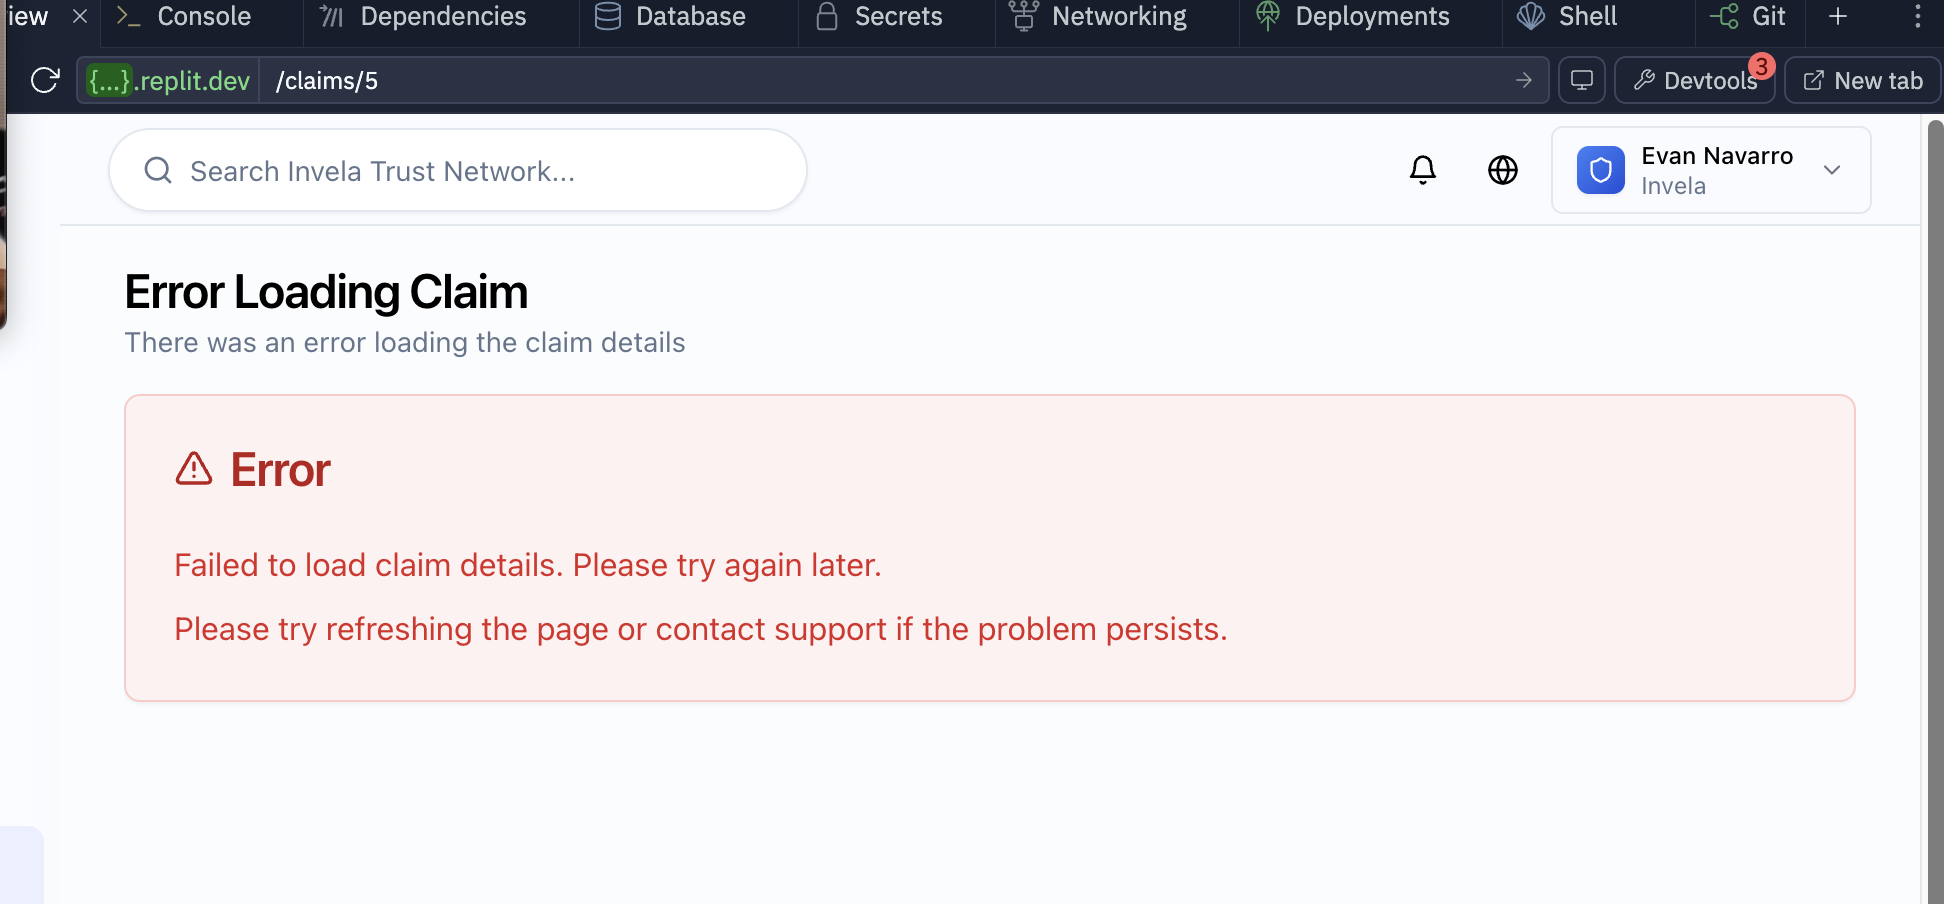 iew
Console
Dependencies
Database
Secrets
Networking
Deployments
Shell
Git
{...}.replit.dev /claims/5
Devtools
3
New tab
Search Invela Trust Network...
Evan Navarro
Invela
Error Loading Claim
There was an error loading the claim details
Error
Failed to load claim details. Please try again later.
Please try refreshing the page or contact support if the problem persists.